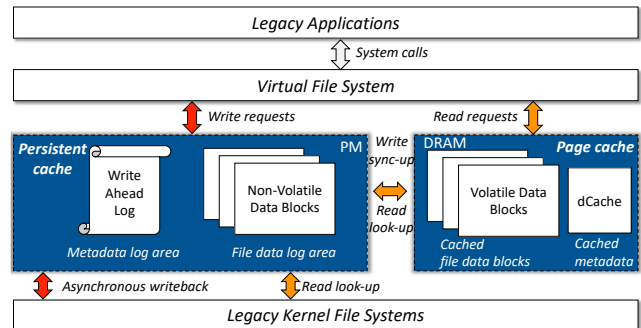 Legacy Applications
System calls
Virtual File System
Write requests
Read requests
Persistent
cache
PM
Write
sync-up
DRAM
Page cache
Write
Ahead
Log
Non-Volatile
Data Blocks
Read
look-up
Volatile Data
Blocks
dCache
Metadata log area
File data log area
Cached
file data blocks
Cached
metadata
Asynchronous writeback
Read look-up
Legacy Kernel File Systems